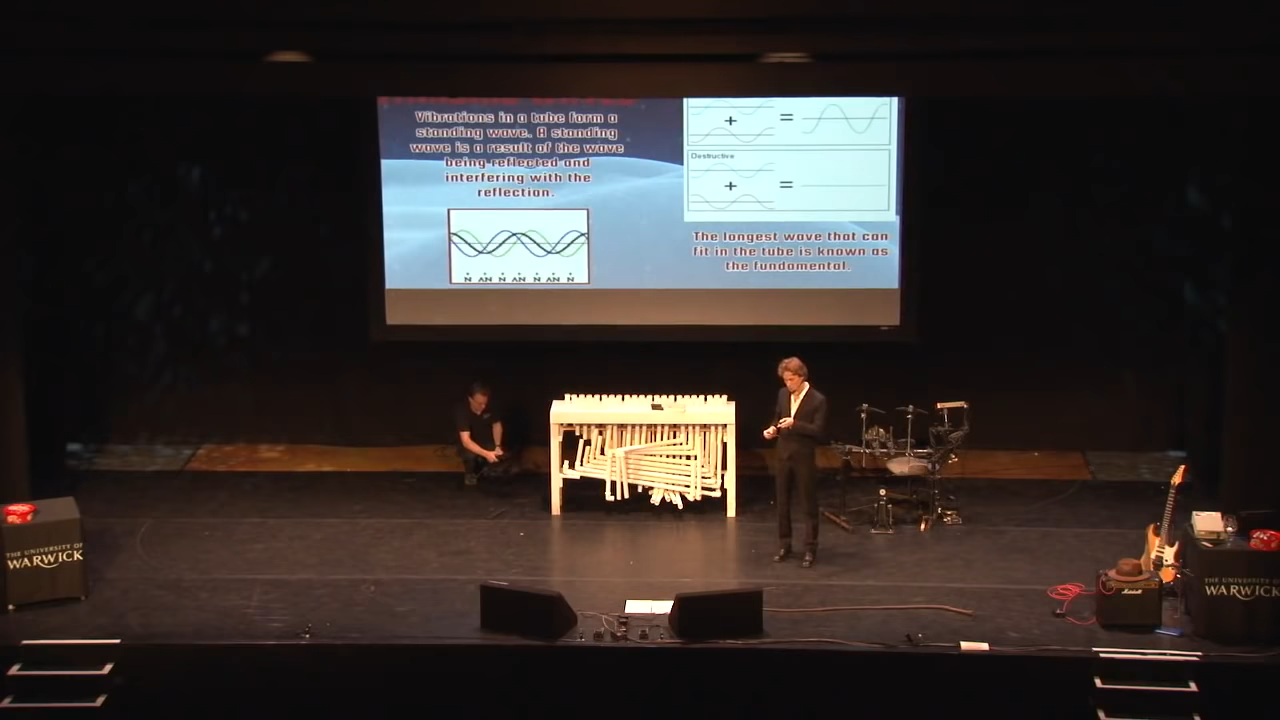 Vibrations in a tube form a
standing wave. A standing
wave is a result of the wave
being reflected and
interfering with the
reflection.
N AN N AN N AN N
+ =
Destructive
+ =
The longest wave that can
fit in the tube is known as
the fundamental.
THE UNIVERSITY OF
WARWICK
Marshall
THE UNIVERSITY OF
WARWICK